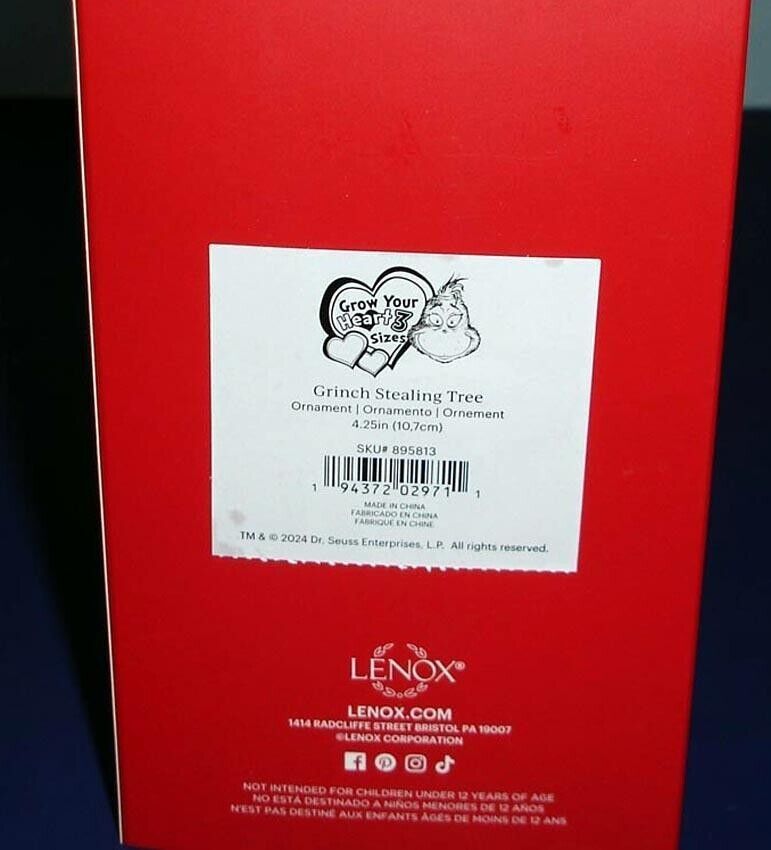 Grow Your
Heart 3
Sizes
Grinch Stealing Tree
Ornament | Ornamento | Ornement
4.25in (10,7cm)
SKU# 895813
1 94372 02971 1
MADE IN CHINA
FABRICADO EN CHINA
FABRIQUÉ EN CHINE
TM & © 2024 Dr. Seuss Enterprises, L.P. All rights reserved.
LENOX®
LENOX.COM
1414 RADCLIFFE STREET BRISTOL PA 19007
©LENOX CORPORATION
NOT INTENDED FOR CHILDREN UNDER 12 YEARS OF AGE
NO ESTÁ DESTINADO A NIÑOS MENORES DE 12 AÑOS
N'EST PAS DESTINÉ AUX ENFANTS ÂGÉS DE MOINS DE 12 ANS